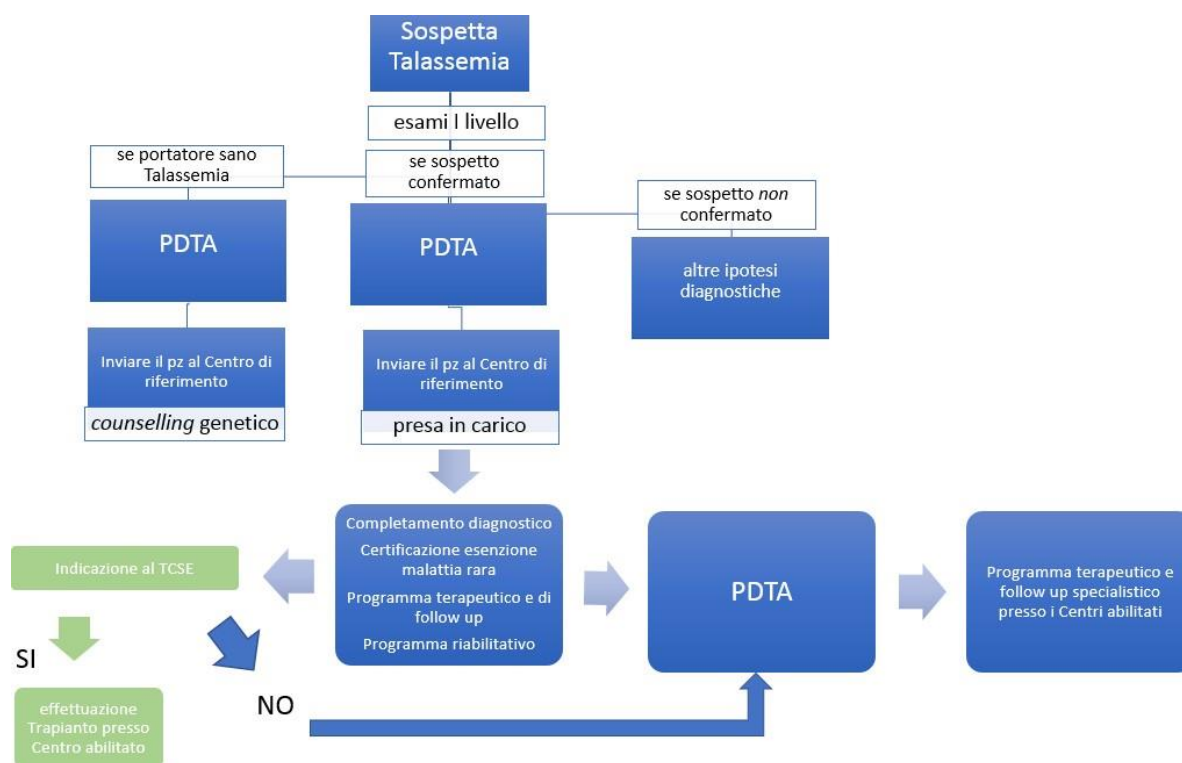 Sospetta
Talassemia
esami I livello
se portatore sano
Talassemia
se sospetto
confermato
se sospetto non
confermato
PDTA
PDTA
altre ipotesi
diagnostiche
Inviare il pz al Centro di
riferimento
counselling genetico
Inviare il pz al Centro di
riferimento
presa in carico
Indicazione al TCSE
Completamento diagnostico
Certificazione esenzione
malattia rara
Programma terapeutico e di
follow up
Programma riabilitativo
PDTA
Programma terapeutico e
follow up specialistico
presso i Centri abilitati
SI
NO
effettuazione
Trapianto presso
Centro abilitato